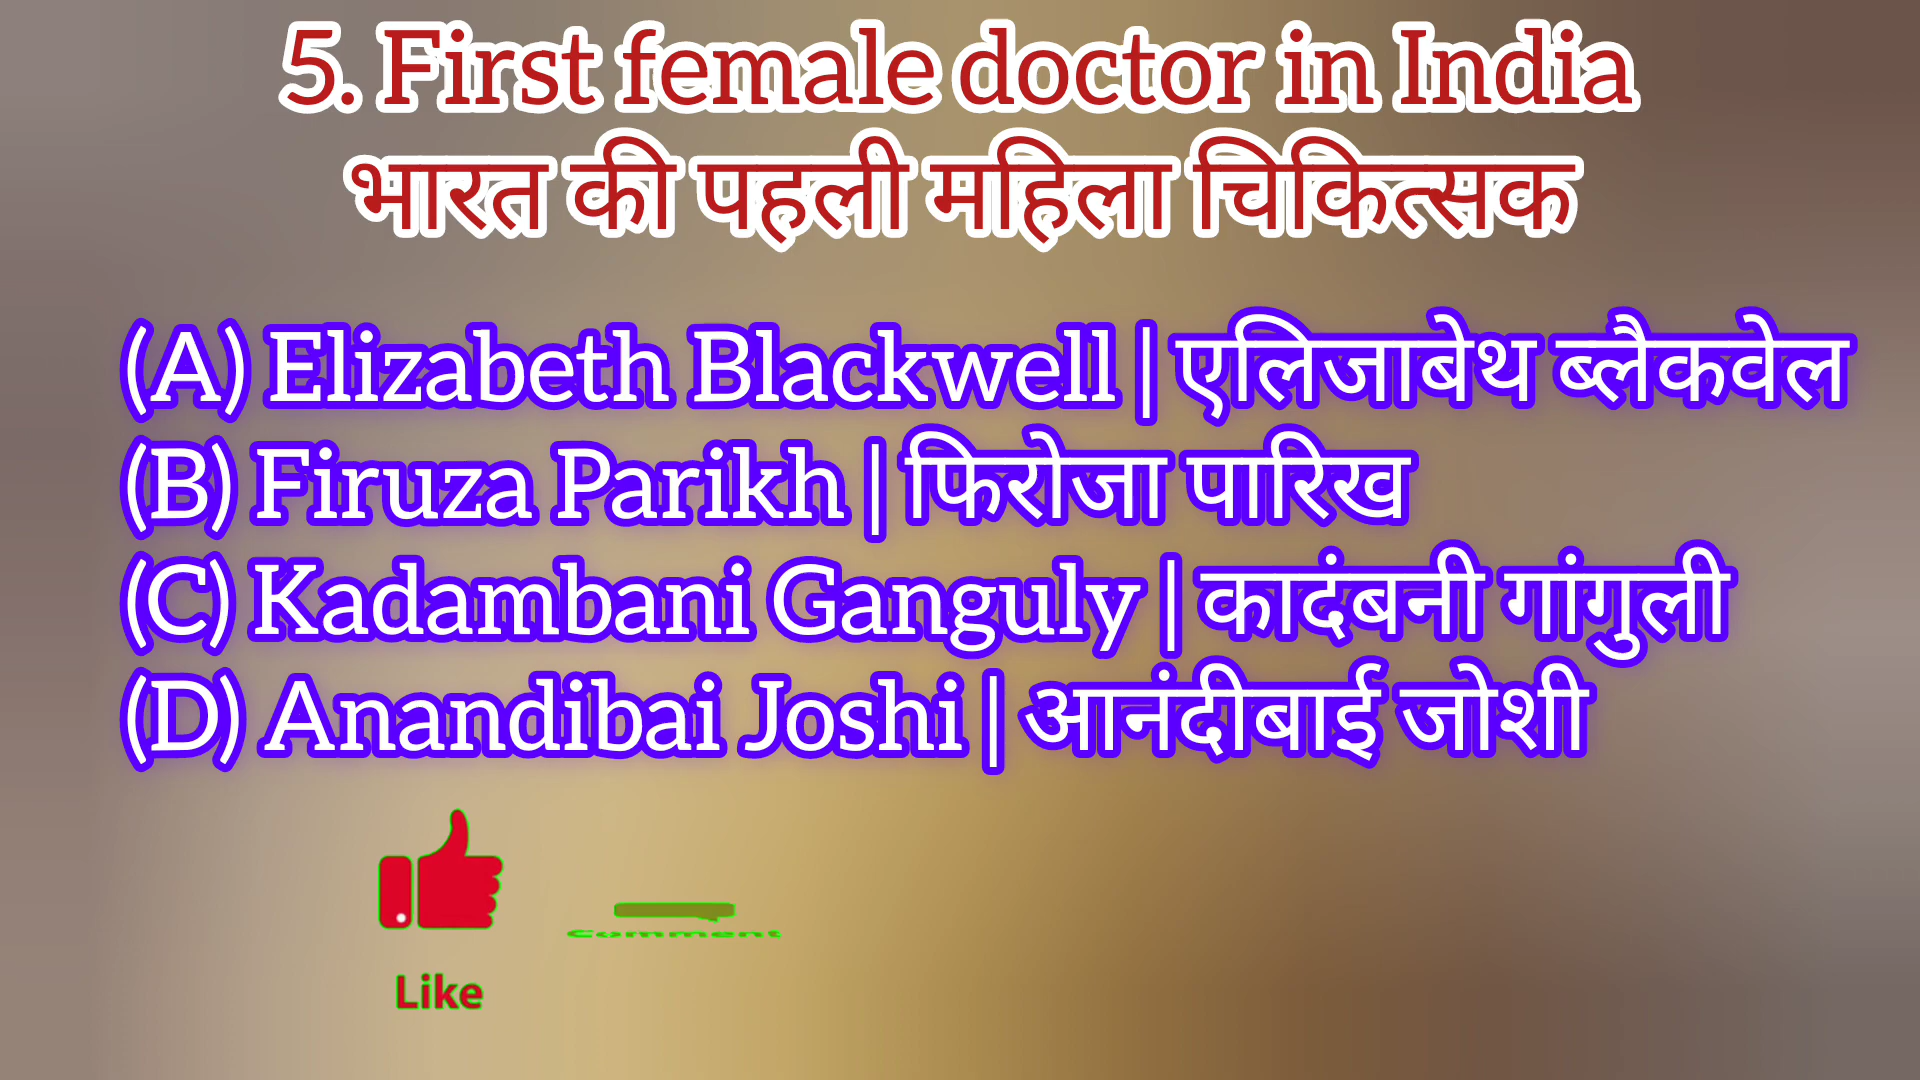 5. First female doctor in India
भारत की पहली महिला चिकित्सक
(A) Elizabeth Blackwell | एलिजाबेथ ब्लैकवेल
(B) Firuza Parikh | फिरोजा पारिख
(C) Kadambani Ganguly | कादंबनी गांगुली
(D) Anandibai Joshi | आनंदीबाई जोशी
Comment
Like